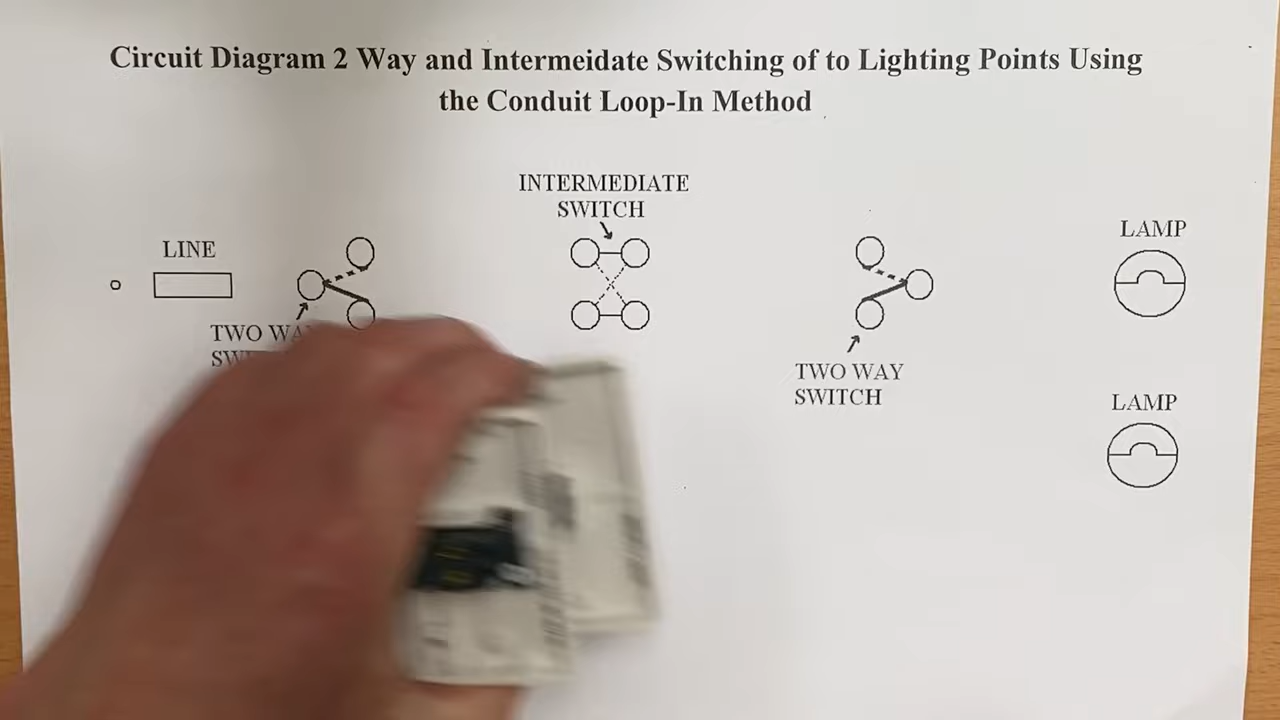 Circuit Diagram 2 Way and Intermeidate Switching of to Lighting Points Using
the Conduit Loop-In Method
INTERMEDIATE
SWITCH
LINE
LAMP
TWO
TWO WAY
SWITCH
LAMP